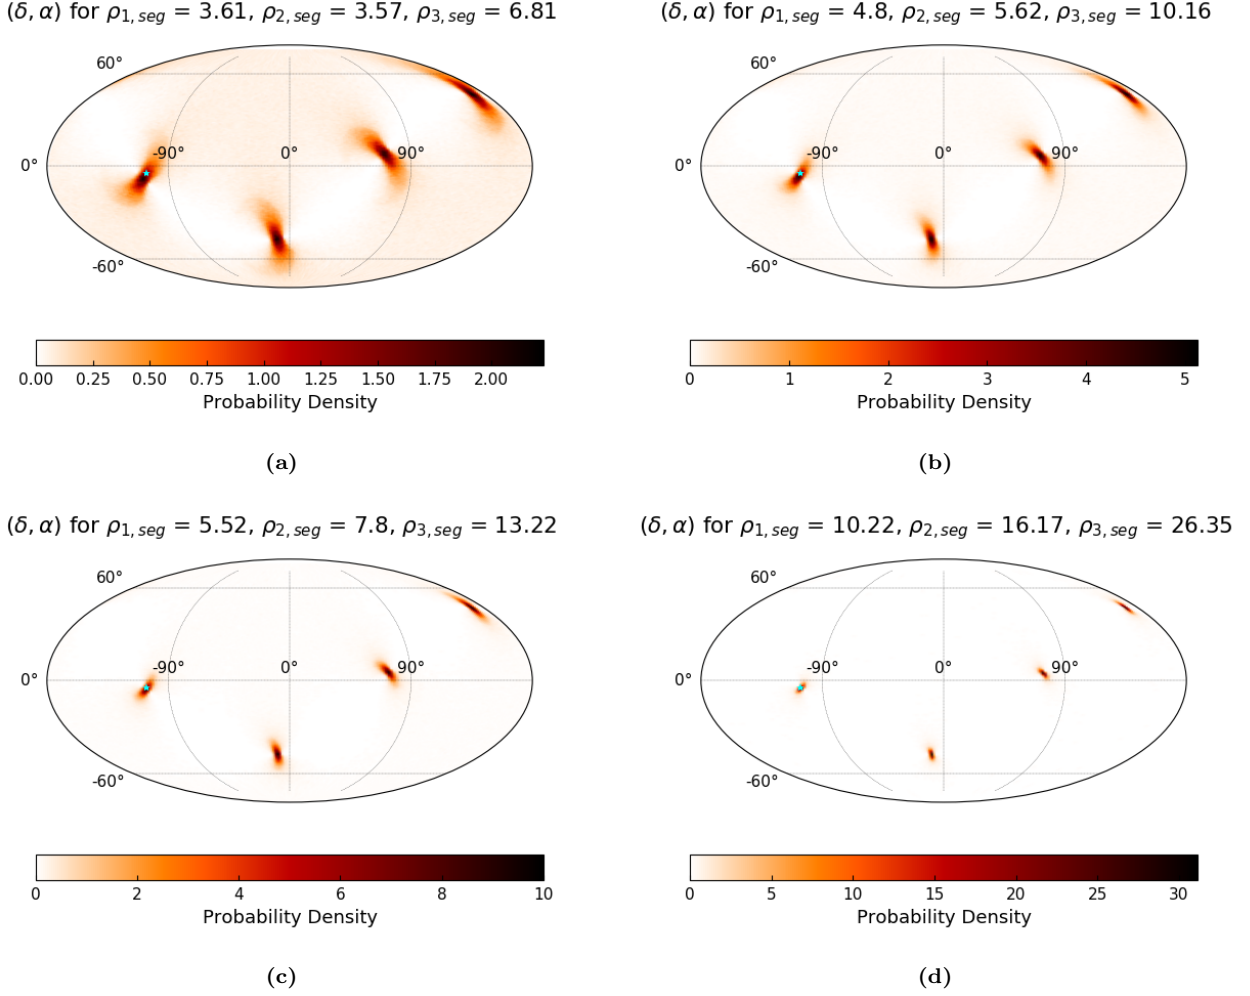 (δ, α) for ρ1,seg = 3.61, ρ2,seg = 3.57, ρ3,seg = 6.81
60°
-90° 0° 90°
0°
-60°
0.00 0.25 0.50 0.75 1.00 1.25 1.50 1.75 2.00
Probability Density
(a)
(δ, α) for ρ1,seg = 4.8, ρ2,seg = 5.62, ρ3,seg = 10.16
60°
-90° 0° 90°
0°
-60°
0 1 2 3 4 5
Probability Density
(b)
(δ, α) for ρ1,seg = 5.52, ρ2,seg = 7.8, ρ3,seg = 13.22
60°
-90° 0° 90°
0°
-60°
0 2 4 6 8 10
Probability Density
(c)
(δ, α) for ρ1,seg = 10.22, ρ2,seg = 16.17, ρ3,seg = 26.35
60°
-90° 0° 90°
0°
-60°
0 5 10 15 20 25 30
Probability Density
(d)